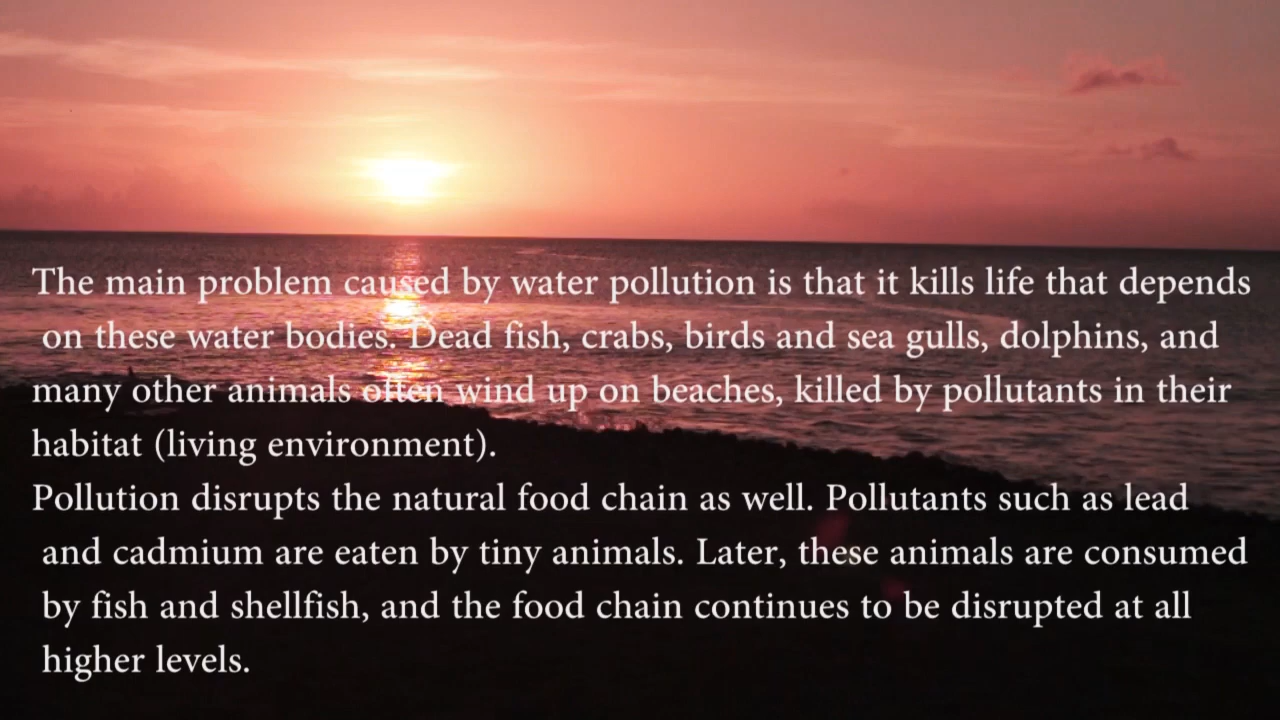 The main problem caused by water pollution is that it kills life that depends
on these water bodies. Dead fish, crabs, birds and sea gulls, dolphins, and
many other animals often wind up on beaches, killed by pollutants in their
habitat (living environment).
Pollution disrupts the natural food chain as well. Pollutants such as lead
and cadmium are eaten by tiny animals. Later, these animals are consumed
by fish and shellfish, and the food chain continues to be disrupted at all
higher levels.